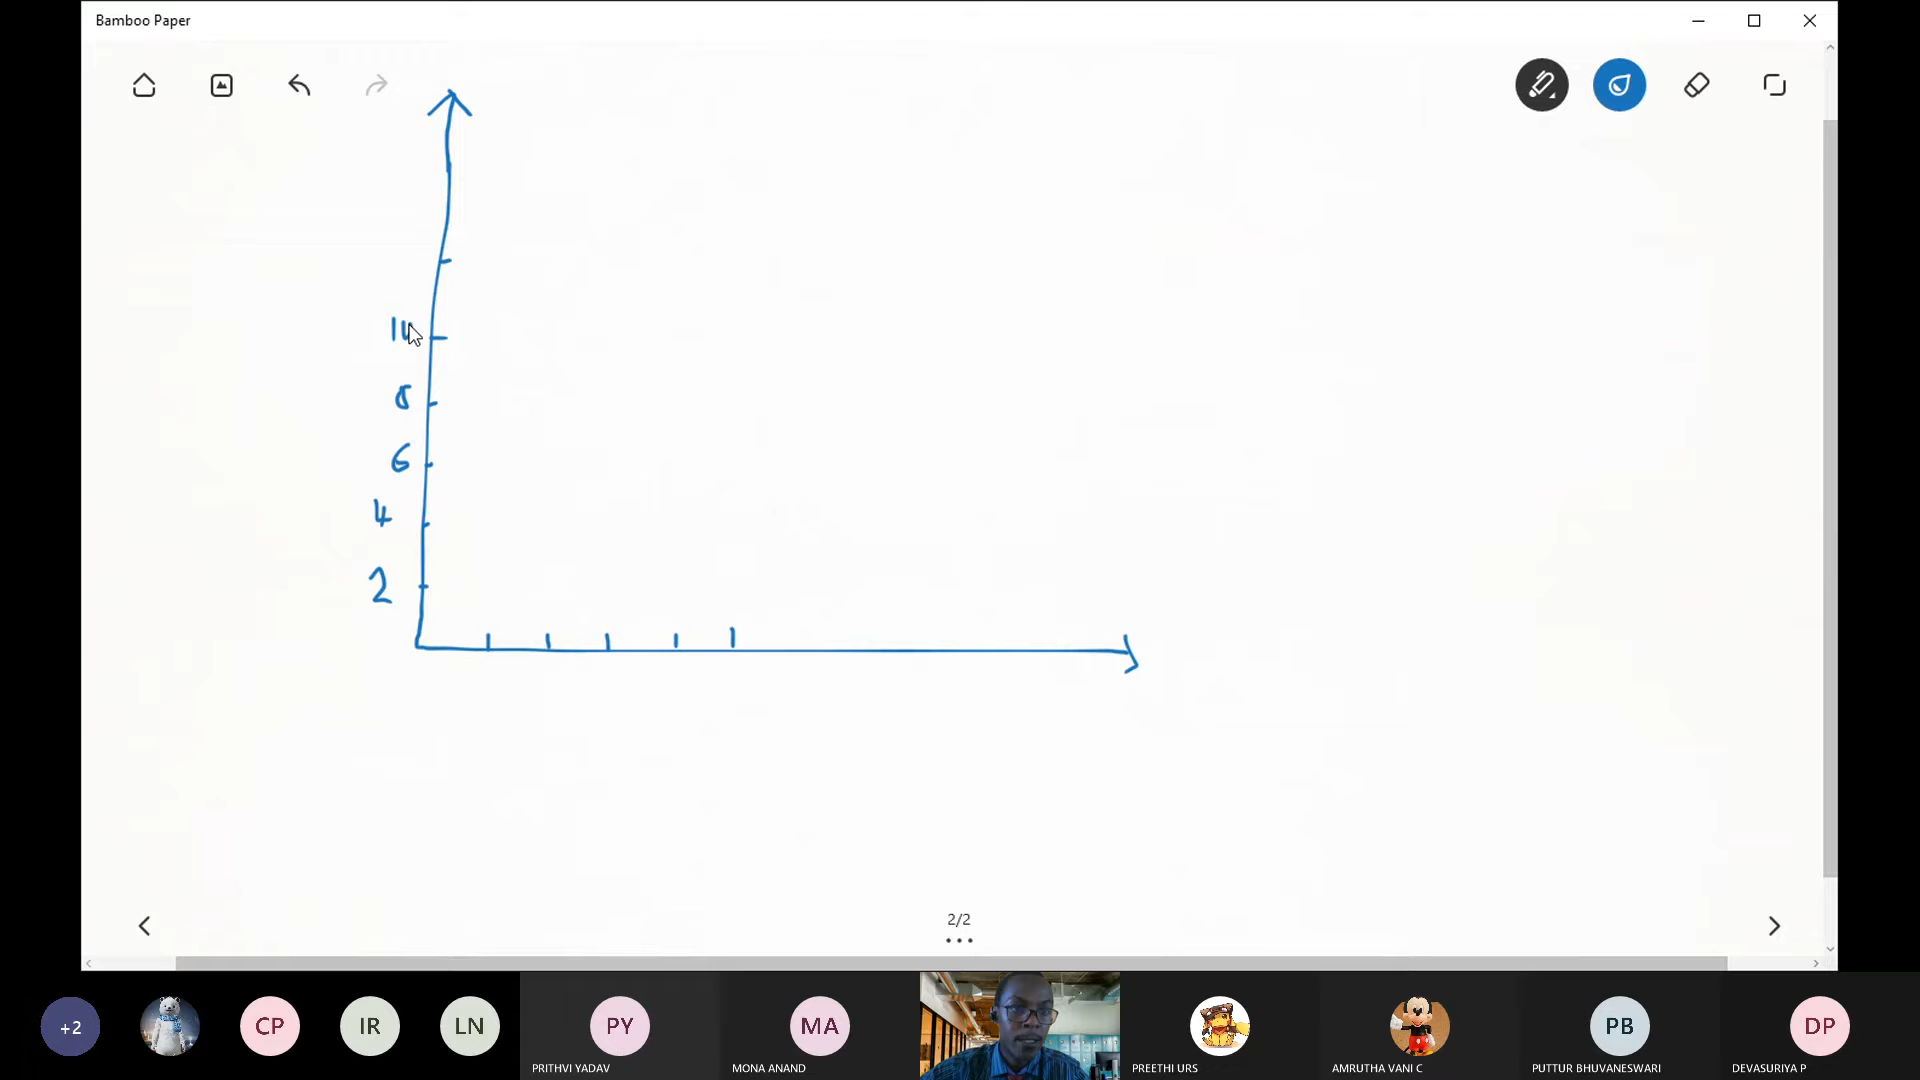 Bamboo Paper
8
6
4
2
2/2
+2
CP
IR
LN
PY
MA
PB
DP
PRITHVI YADAV
MONA ANAND
PREETHI URS
AMRUTHA VANI C
PUTTUR BHUVANESWARI
DEVASURIYA P